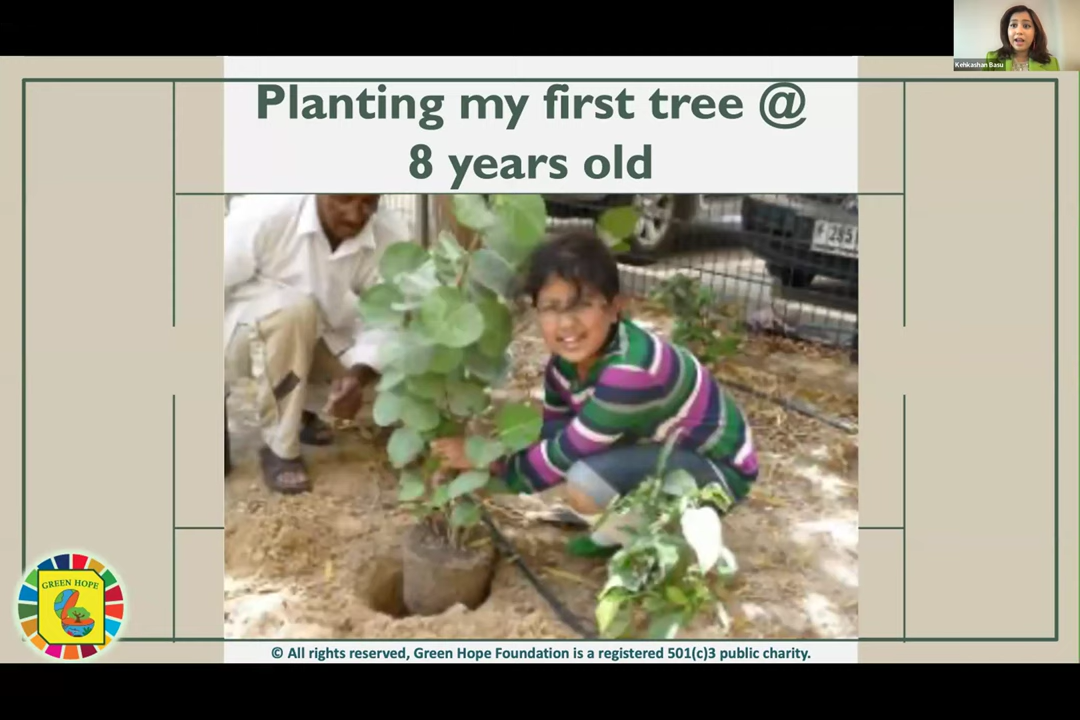 Kehkashan Basu
Planting my first tree @
8 years old
GREEN HOPE
© All rights reserved, Green Hope Foundation is a registered 501(c)3 public charity.